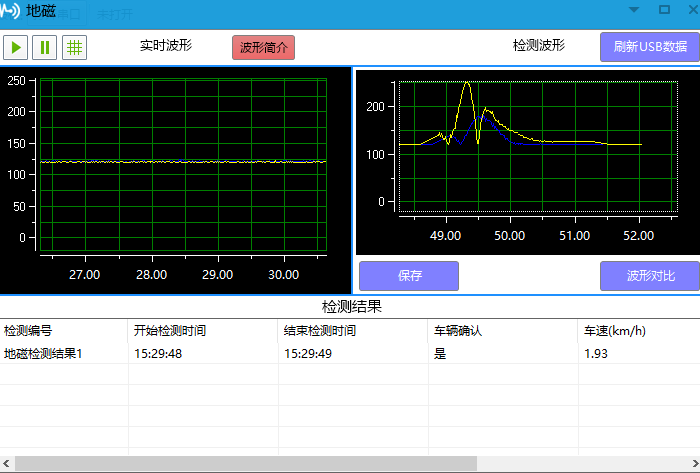 地磁
实时波形 波形简介 检测波形 刷新USB数据
250
200
150
100
50
0
27.00 28.00 29.00 30.00
200
100
0
49.00 50.00 51.00 52.00
保存 波形对比
检测结果
检测编号 开始检测时间 结束检测时间 车辆确认 车速(km/h)
地磁检测结果1 15:29:48 15:29:49 是 1.93